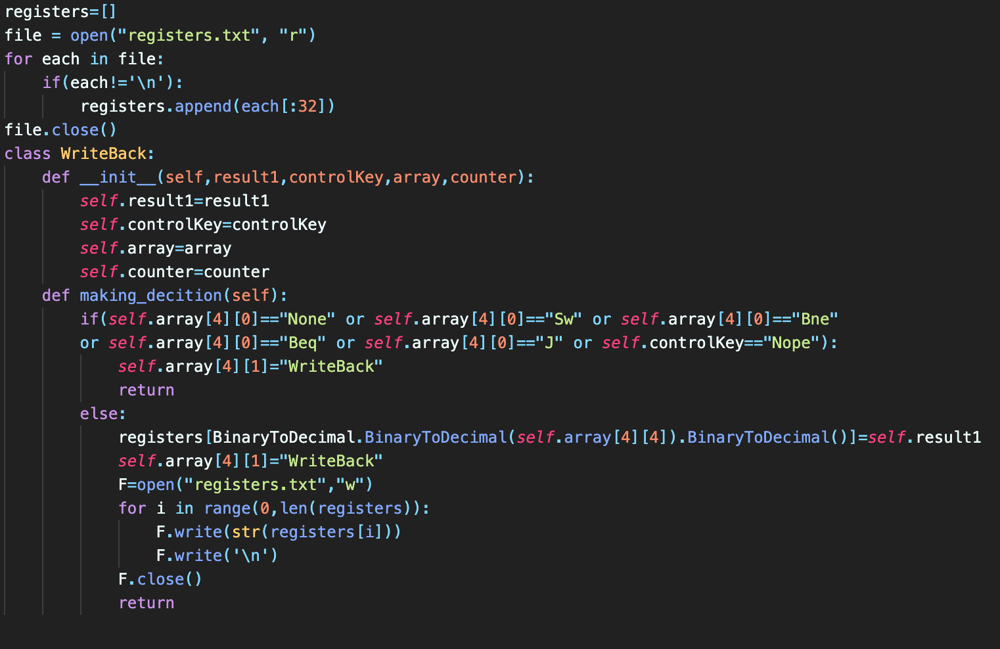 registers=[]
file = open("registers.txt", "r")
for each in file:
    if(each!='\n'):
        registers.append(each[:32])
file.close()
class WriteBack:
    def __init__(self,result1,controlKey,array,counter):
        self.result1=result1
        self.controlKey=controlKey
        self.array=array
        self.counter=counter
    def making_decition(self):
        if(self.array[4][0]=="None" or self.array[4][0]=="Sw" or self.array[4][0]=="Bne"
        or self.array[4][0]=="Beq" or self.array[4][0]=="J" or self.controlKey=="Nope"):
            self.array[4][1]="WriteBack"
            return
        else:
            registers[BinaryToDecimal.BinaryToDecimal(self.array[4][4]).BinaryToDecimal()]=self.result1
            self.array[4][1]="WriteBack"
            F=open("registers.txt","w")
            for i in range(0,len(registers)):
                F.write(str(registers[i]))
                F.write('\n')
            F.close()
            return